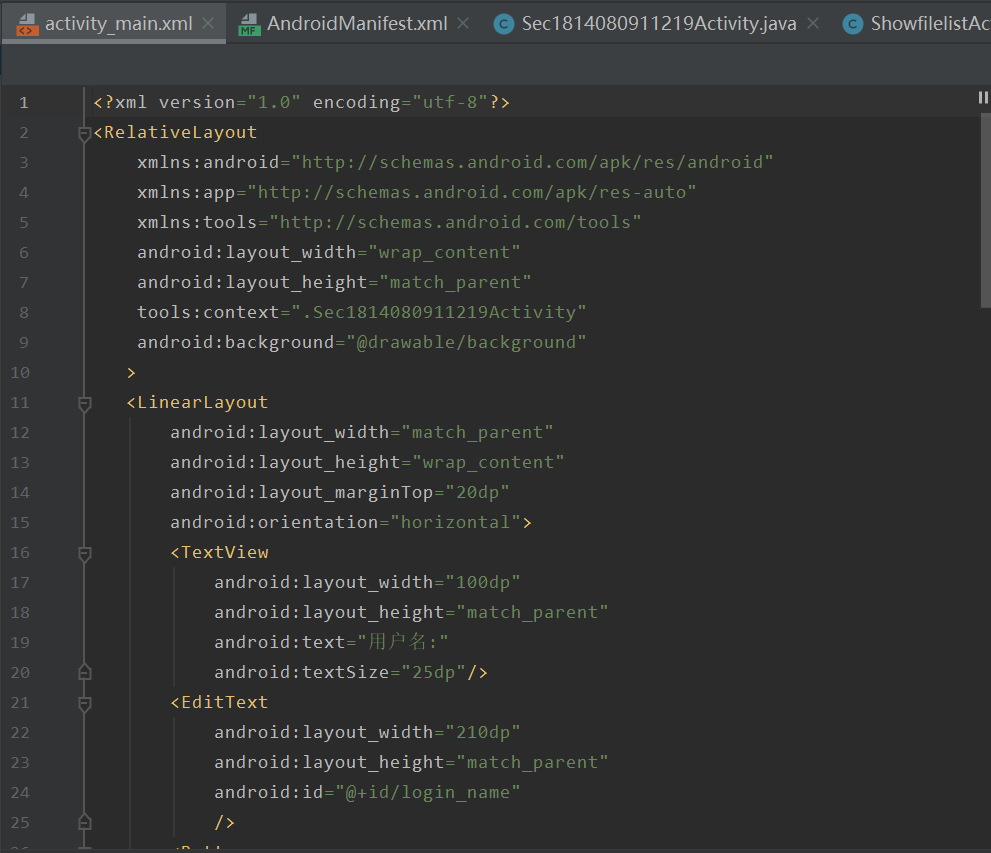 activity_main.xml AndroidManifest.xml Sec1814080911219Activity.java ShowfilelistAc
1 <?xml version="1.0" encoding="utf-8"?>
2 <RelativeLayout
3 xmlns:android="http://schemas.android.com/apk/res/android"
4 xmlns:app="http://schemas.android.com/apk/res-auto"
5 xmlns:tools="http://schemas.android.com/tools"
6 android:layout_width="wrap_content"
7 android:layout_height="match_parent"
8 tools:context=".Sec1814080911219Activity"
9 android:background="@drawable/background"
10 >
11 <LinearLayout
12 android:layout_width="match_parent"
13 android:layout_height="wrap_content"
14 android:layout_marginTop="20dp"
15 android:orientation="horizontal">
16 <TextView
17 android:layout_width="100dp"
18 android:layout_height="match_parent"
19 android:text="用户名:"
20 android:textSize="25dp"/>
21 <EditText
22 android:layout_width="210dp"
23 android:layout_height="match_parent"
24 android:id="@+id/login_name"
25 />